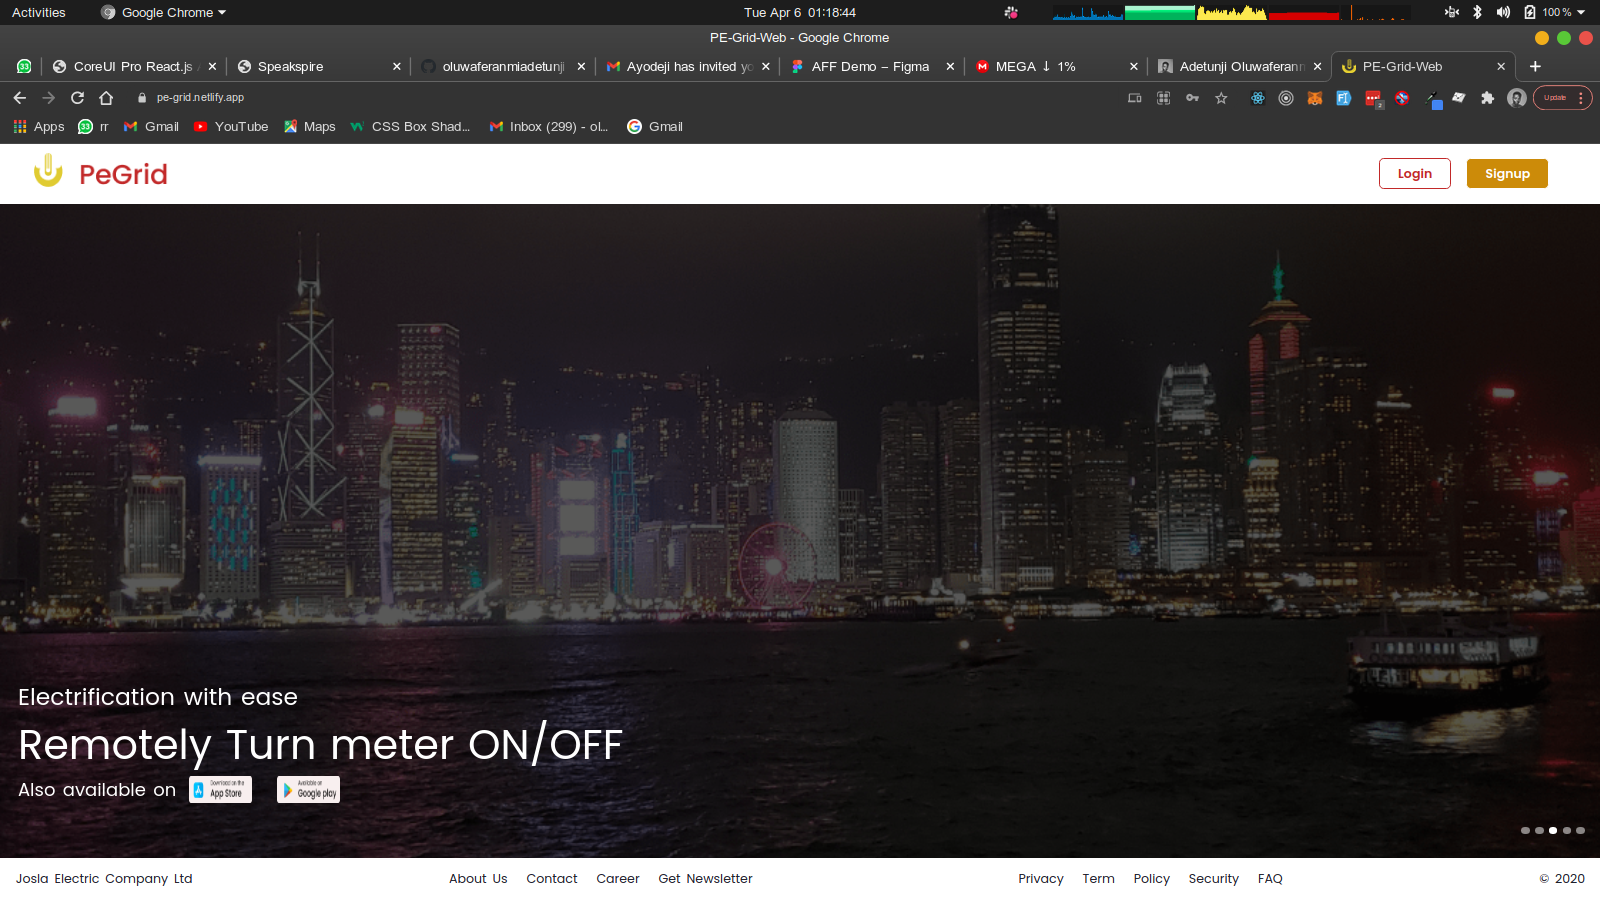 Activities Google Chrome Tue Apr 6 01:18:44 100 %
PE-Grid-Web - Google Chrome
33 CoreUI Pro React.js Speakspire oluwaferanmiadetunji Ayodeji has invited yo AFF Demo – Figma MEGA ↓ 1% Adetunji Oluwaferann PE-Grid-Web
pe-grid.netlify.app Update
Apps 33 rr Gmail YouTube Maps CSS Box Shad... Inbox (299) - ol... Gmail
PeGrid Login Signup
Electrification with ease
Remotely Turn meter ON/OFF
Also available on Download on the App Store Available on Google play
Josla Electric Company Ltd About Us Contact Career Get Newsletter Privacy Term Policy Security FAQ © 2020